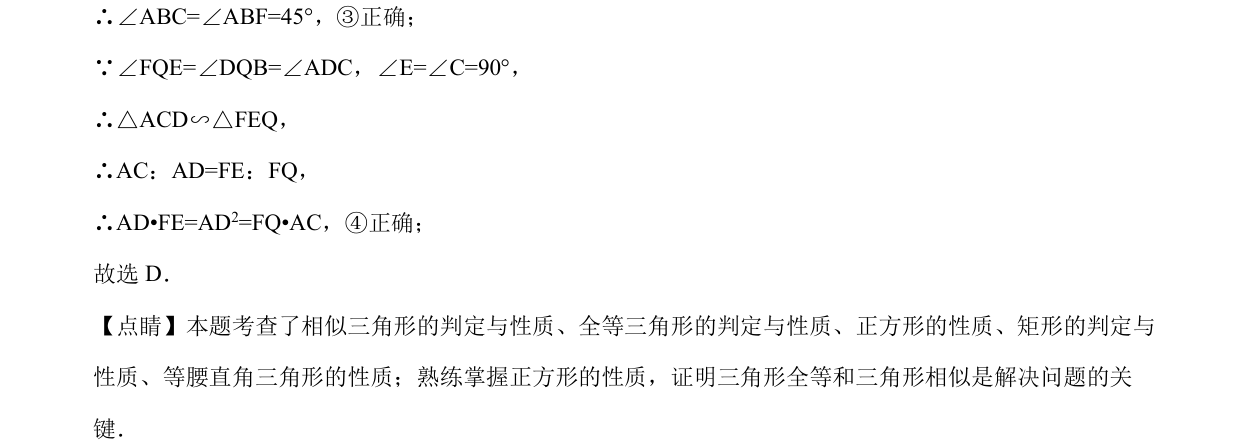 ∴∠ABC=∠ABF=45°，③正确；
∵∠FQE=∠DQB=∠ADC，∠E=∠C=90°，
∴△ACD∽△FEQ，
∴AC：AD=FE：FQ，
∴AD•FE=AD²=FQ•AC，④正确；
故选 D．
【点睛】本题考查了相似三角形的判定与性质、全等三角形的判定与性质、正方形的性质、矩形的判定与
性质、等腰直角三角形的性质；熟练掌握正方形的性质，证明三角形全等和三角形相似是解决问题的关
键．